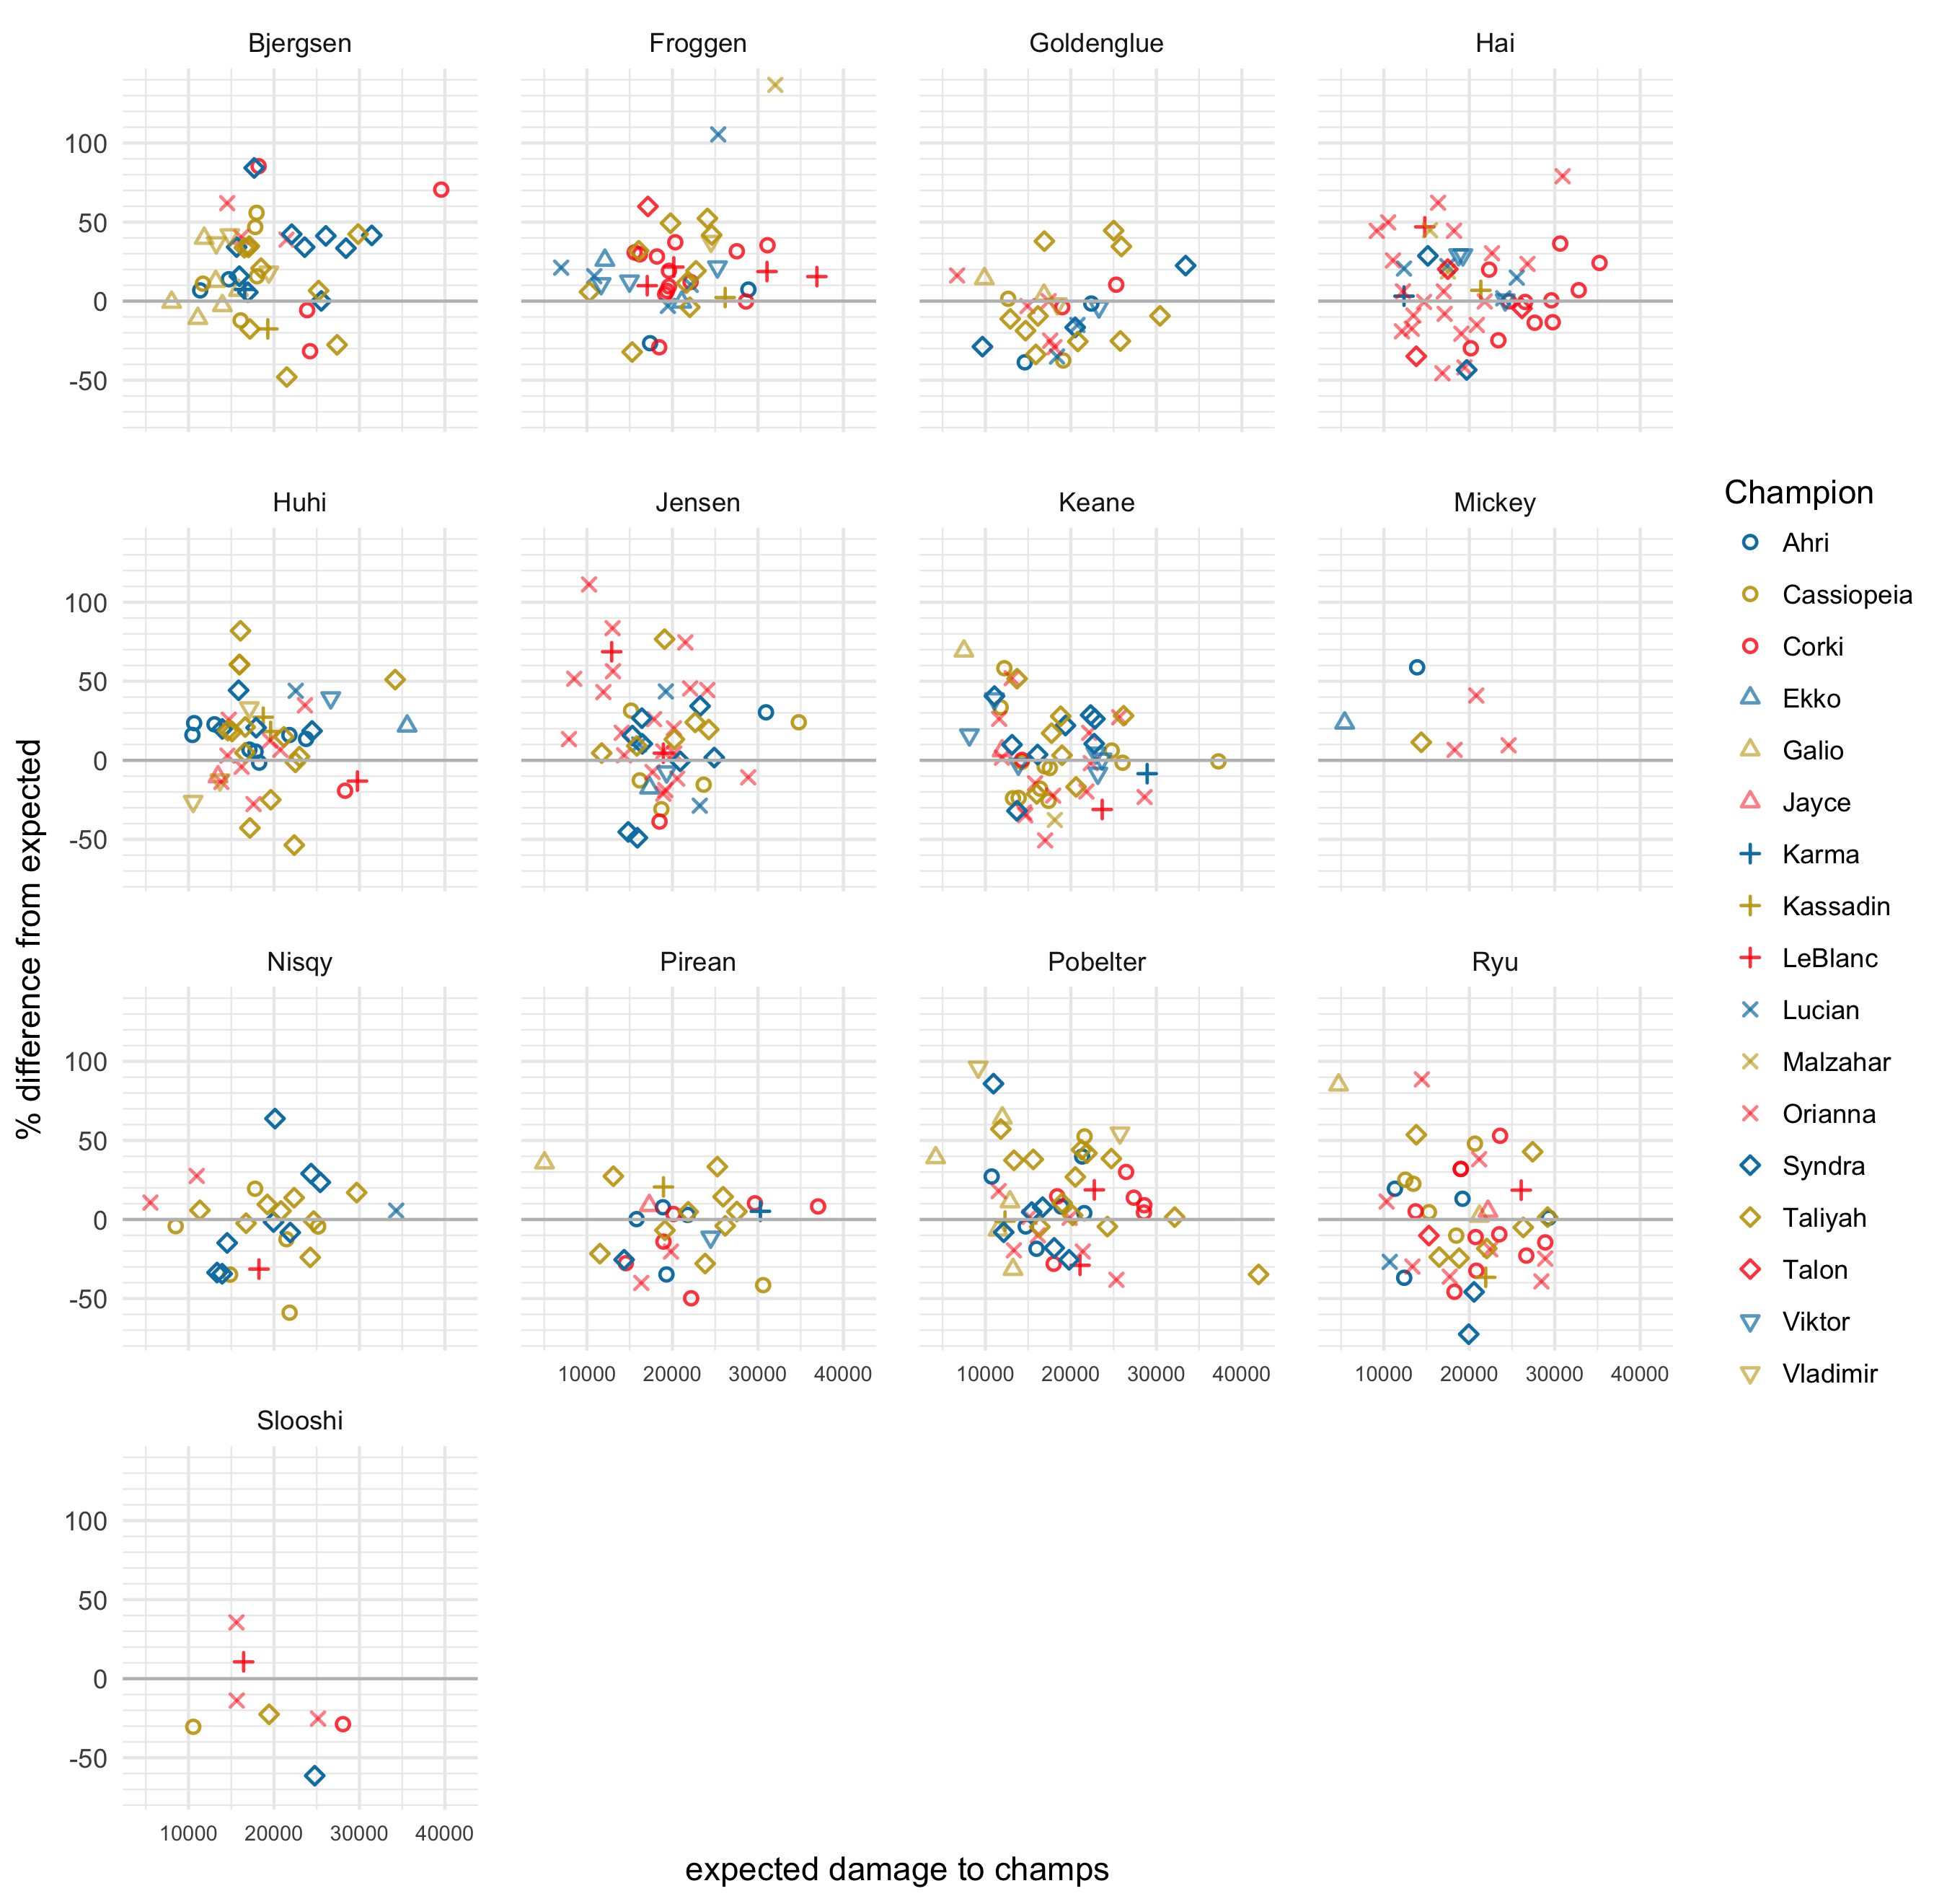 Bjergsen Froggen Goldenglue Hai
100
50
0
-50
Huhi Jensen Keane Mickey
100
50
0
-50
Nisqy Pirean Pobelter Ryu
100
50
0
-50
10000 20000 30000 40000 10000 20000 30000 40000 10000 20000 30000 40000
Slooshi
100
50
0
-50
10000 20000 30000 40000
expected damage to champs
% difference from expected
Champion
Ahri
Cassiopeia
Corki
Ekko
Galio
Jayce
Karma
Kassadin
LeBlanc
Lucian
Malzahar
Orianna
Syndra
Taliyah
Talon
Viktor
Vladimir